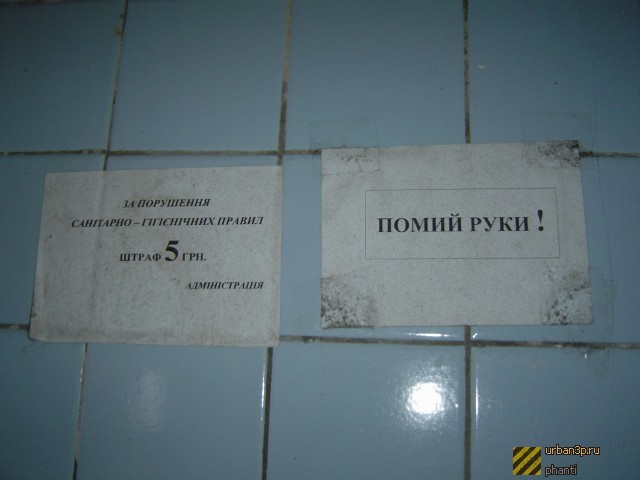 ЗА ПОРУШЕННЯ
САНІТАРНО – ГІГІЄНІЧНИХ ПРАВИЛ
ШТРАФ 5 ГРН.
АДМІНІСТРАЦІЯ
ПОМИЙ РУКИ !
urban3p.ru
phanti